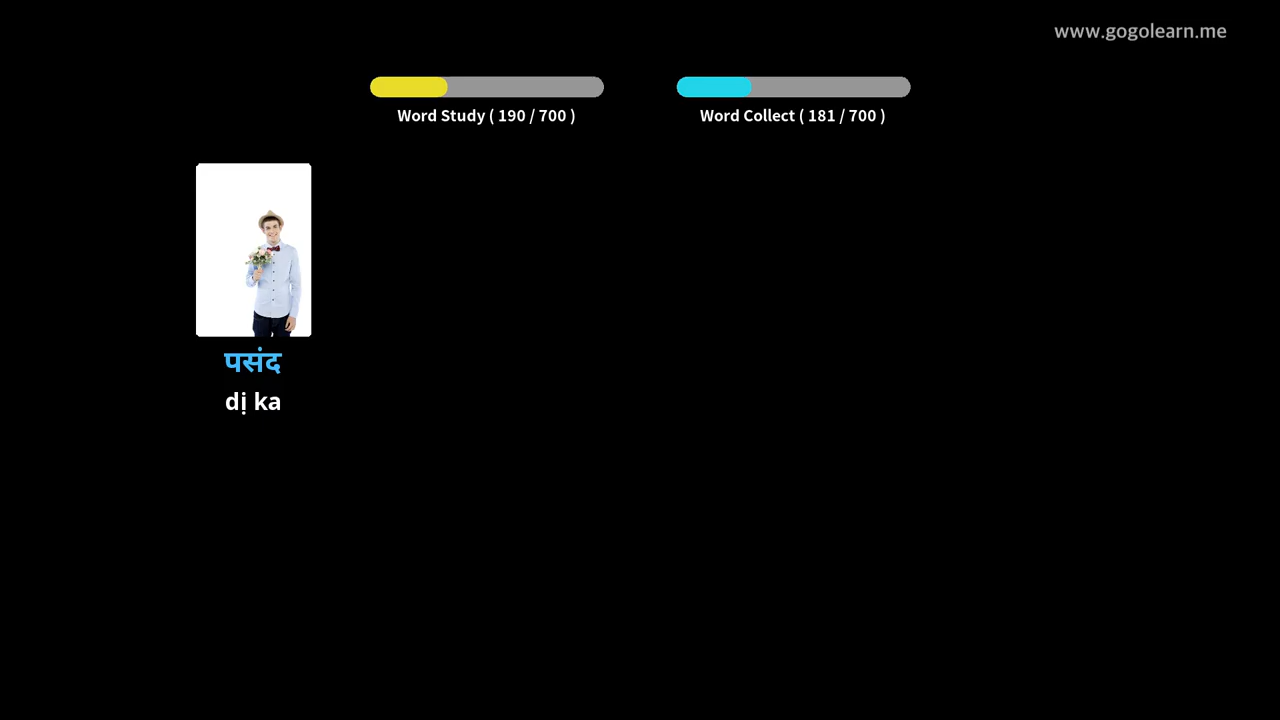 www.gogolearn.me
Word Study ( 190 / 700 )
Word Collect ( 181 / 700 )
पसंद
dị ka